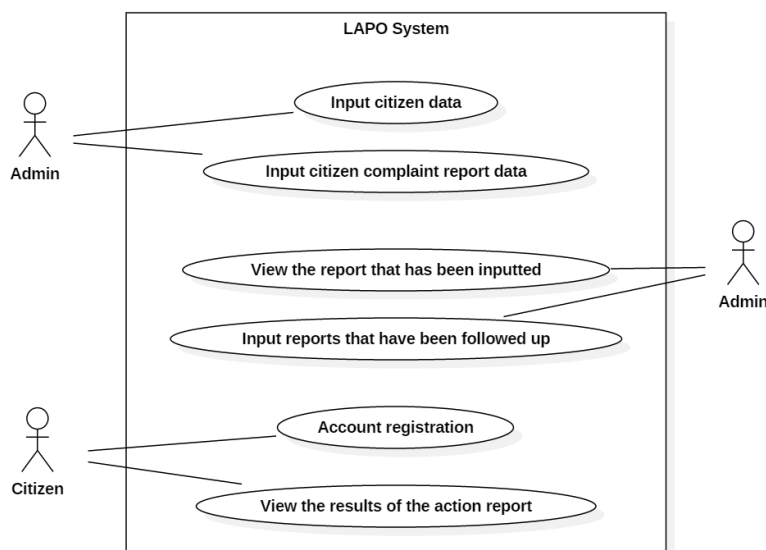 LAPO System
Input citizen data
Admin
Input citizen complaint report data
View the report that has been inputted
Admin
Input reports that have been followed up
Account registration
Citizen
View the results of the action report